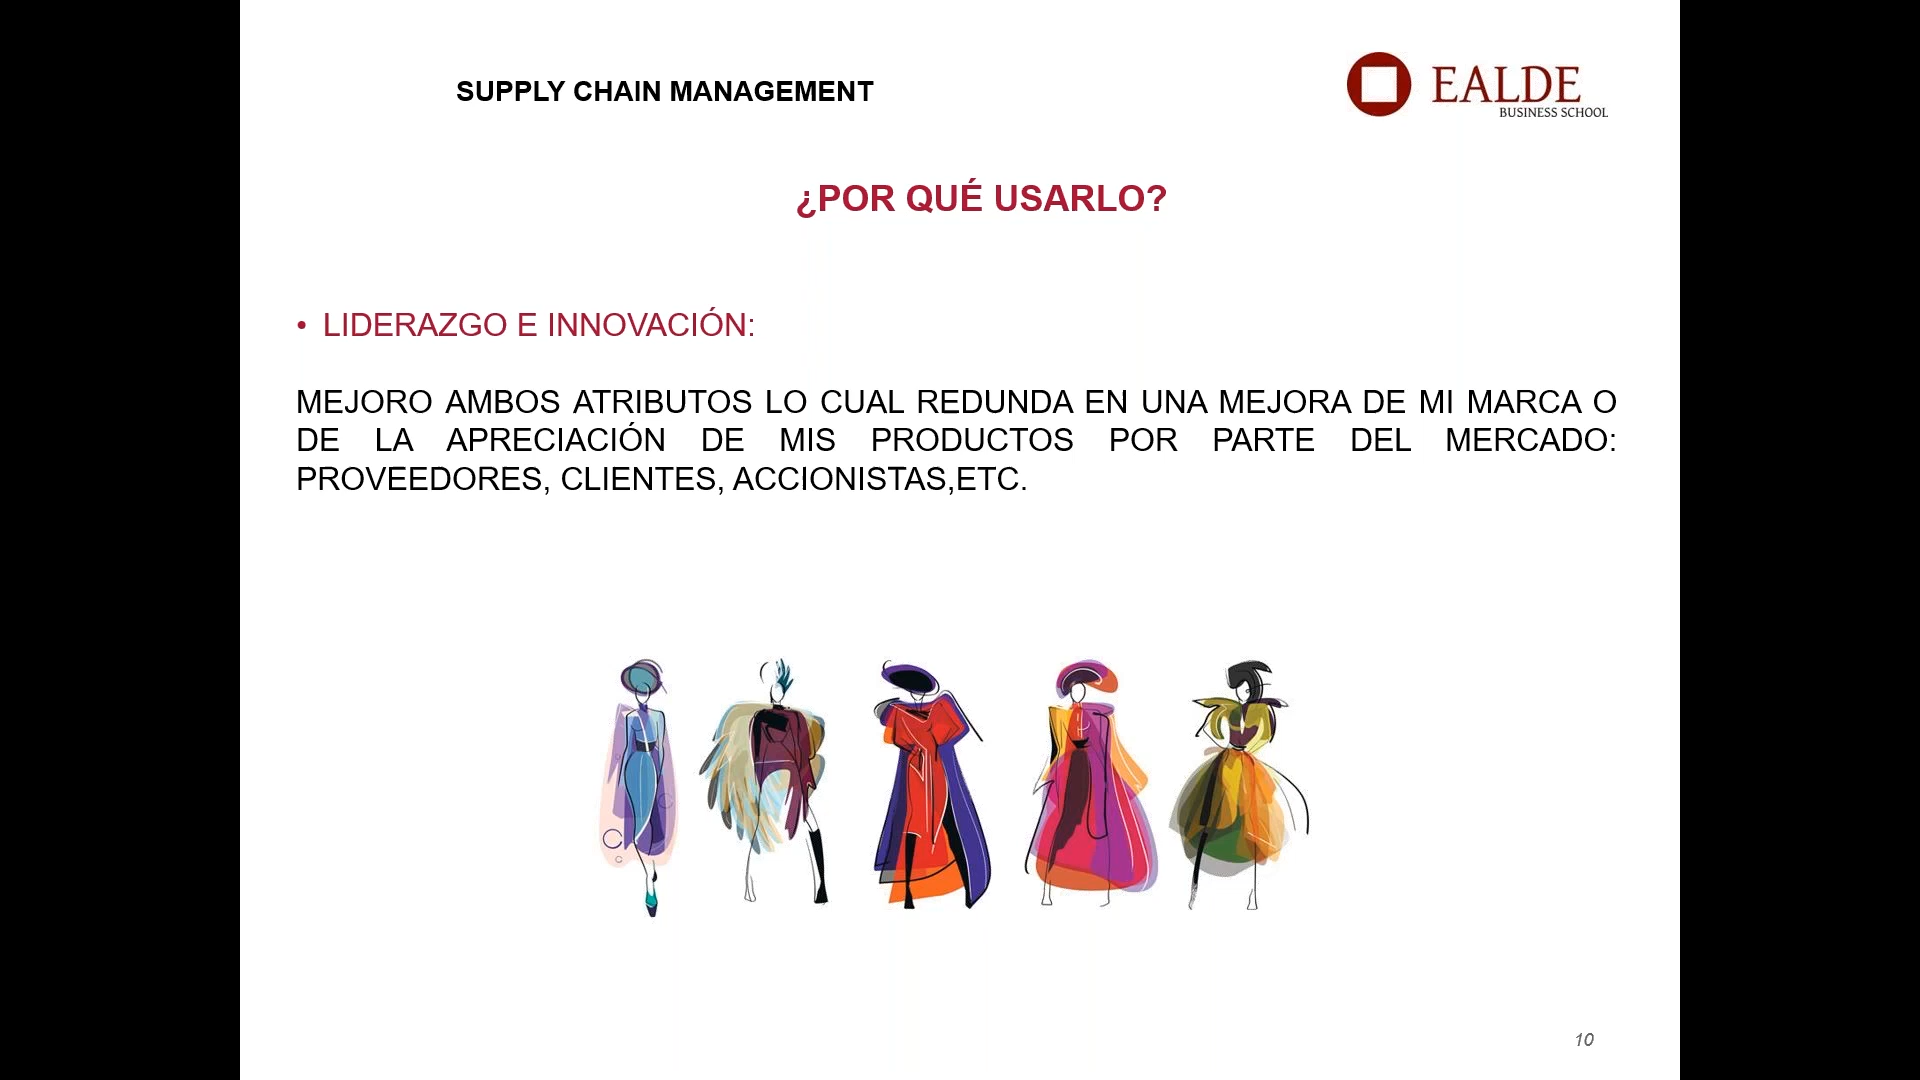 SUPPLY CHAIN MANAGEMENT
EALDE
BUSINESS SCHOOL
¿POR QUÉ USARLO?
• LIDERAZGO E INNOVACIÓN:
MEJORO AMBOS ATRIBUTOS LO CUAL REDUNDA EN UNA MEJORA DE MI MARCA O
DE LA APRECIACIÓN DE MIS PRODUCTOS POR PARTE DEL MERCADO:
PROVEEDORES, CLIENTES, ACCIONISTAS,ETC.
10